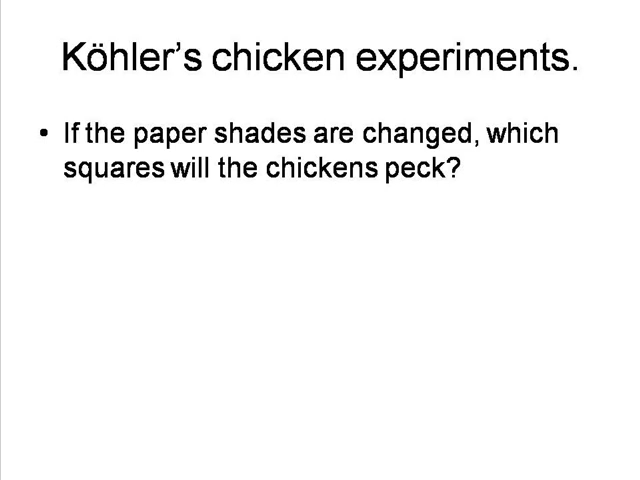 Köhler’s chicken experiments.
• If the paper shades are changed, which
squares will the chickens peck?